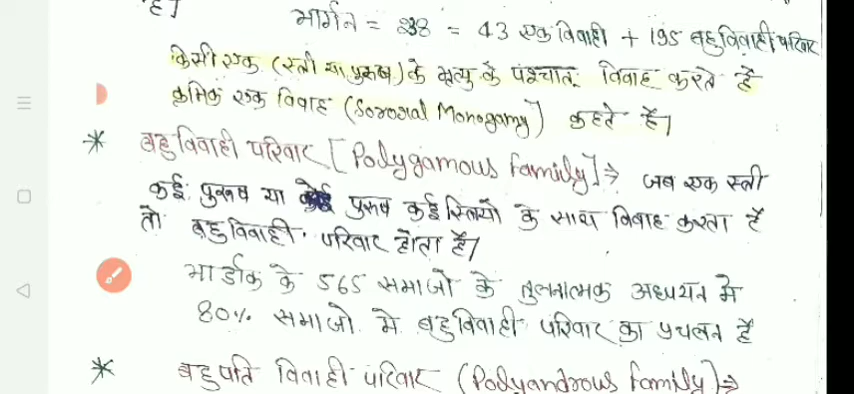 है]
मार्गन = 238 = 43 एक विवाही + 195 बहुविवाही परिवार
किसी एक (स्त्री या पुरुष) के मृत्यु के पश्चात् विवाह करते है
क्रमिक एक विवाह (Sororial Monogamy) कहते है।
* बहुविवाही परिवार [Polygamous family] ⇒ जब एक स्त्री
कई पुरुष या पुरुष कई स्त्रियो के साथ विवाह करता है
तो बहुविवाही परिवार होता है।
मार्डाक के 565 समाजो के तुलनात्मक अध्ययन मे
80% समाजो मे बहुविवाही परिवार का प्रचलन है
* बहुपति विवाही परिवार (Polyandrous family) ⇒